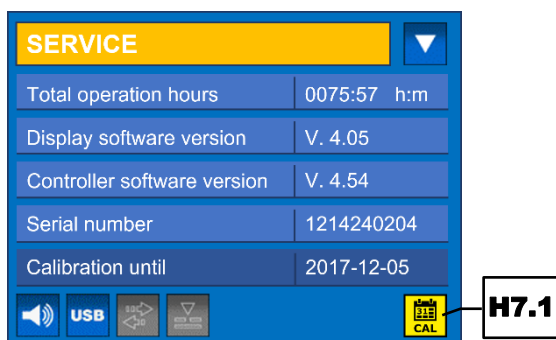 SERVICE
Total operation hours 0075:57 h:m
Display software version V. 4.05
Controller software version V. 4.54
Serial number 1214240204
Calibration until 2017-12-05
USB
31
CAL
H7.1